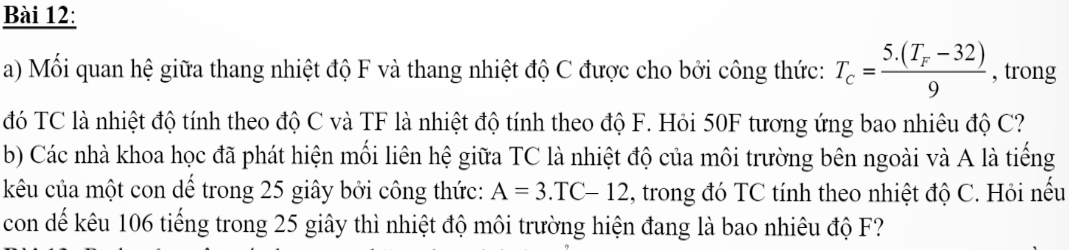 Bài 12:
a) Mối quan hệ giữa thang nhiệt độ F và thang nhiệt độ C được cho bởi công thức: T_C = 5.(T_F − 32) / 9, trong
đó TC là nhiệt độ tính theo độ C và TF là nhiệt độ tính theo độ F. Hỏi 50F tương ứng bao nhiêu độ C?
b) Các nhà khoa học đã phát hiện mối liên hệ giữa TC là nhiệt độ của môi trường bên ngoài và A là tiếng
kêu của một con dế trong 25 giây bởi công thức: A = 3.TC– 12, trong đó TC tính theo nhiệt độ C. Hỏi nếu
con dế kêu 106 tiếng trong 25 giây thì nhiệt độ môi trường hiện đang là bao nhiêu độ F?